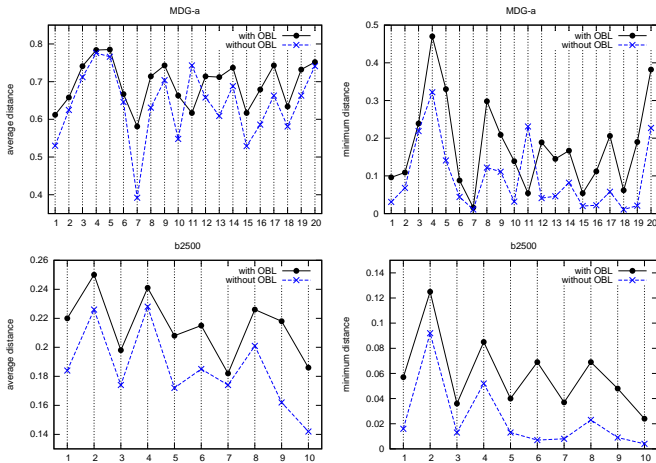 MDG-a
with OBL
without OBL
average distance
0.8
0.7
0.6
0.5
0.4
1 2 3 4 5 6 7 8 9 10 11 12 13 14 15 16 17 18 19 20
MDG-a
with OBL
without OBL
minimum distance
0.5
0.4
0.3
0.2
0.1
0
1 2 3 4 5 6 7 8 9 10 11 12 13 14 15 16 17 18 19 20
b2500
with OBL
without OBL
average distance
0.26
0.24
0.22
0.2
0.18
0.16
0.14
1 2 3 4 5 6 7 8 9 10
b2500
with OBL
without OBL
minimum distance
0.14
0.12
0.1
0.08
0.06
0.04
0.02
0
1 2 3 4 5 6 7 8 9 10